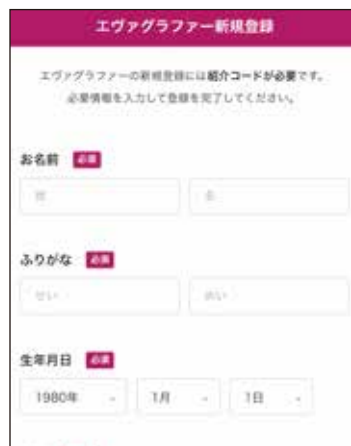 エヴァグラファー新規登録
エヴァグラファーの新規登録には紹介コードが必要です。
必要情報を入力して登録を完了してください。
お名前 必須
姓 名
ふりがな 必須
せい めい
生年月日 必須
1980年 1月 1日